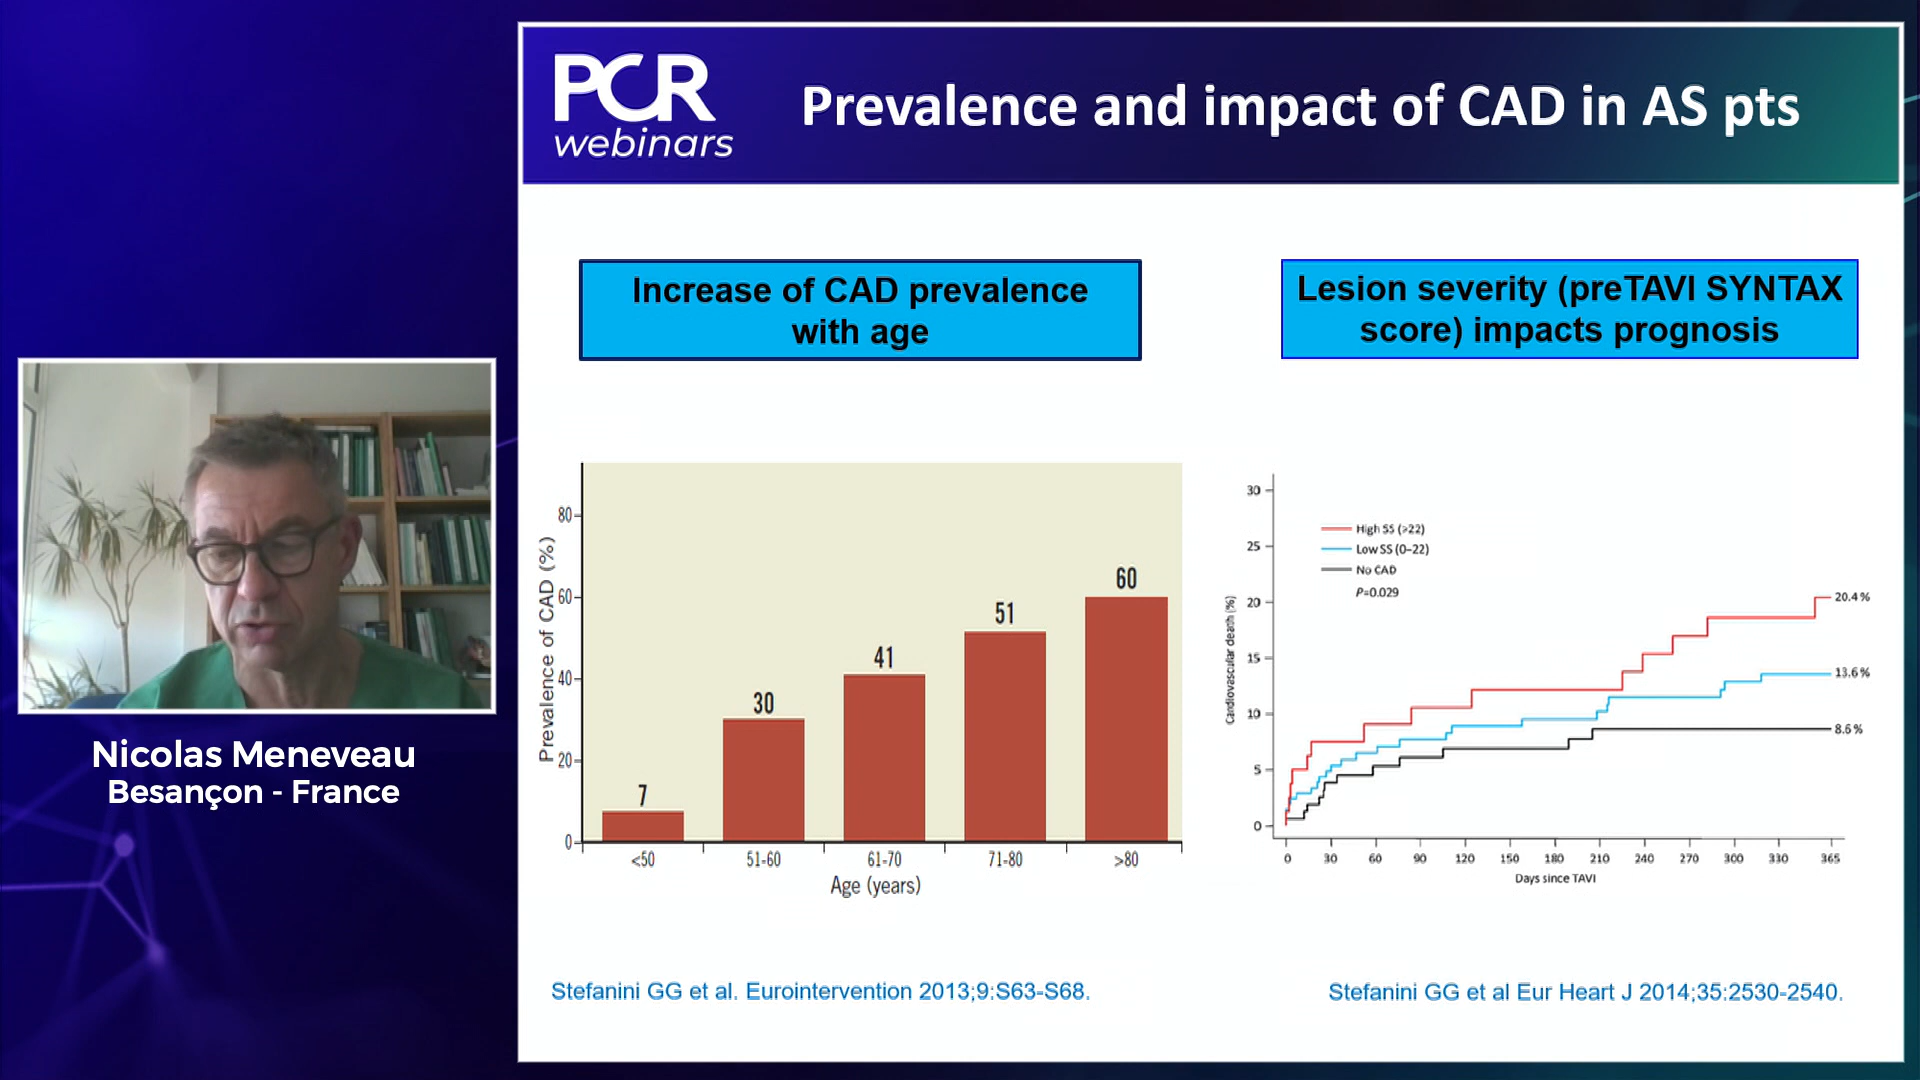 PCR
webinars
Prevalence and impact of CAD in AS pts
Increase of CAD prevalence
with age
Lesion severity (preTAVI SYNTAX
score) impacts prognosis
Prevalence of CAD (%)
80
60
40
20
0
7
30
41
51
60
<50
51-60
61-70
71-80
>80
Age (years)
Cardiovascular death (%)
30
25
20
15
10
5
0
High SS (>22)
Low SS (0–22)
No CAD
P=0.029
20.4%
13.6%
8.6%
0
30
60
90
120
150
180
210
240
270
300
330
365
Days since TAVI
Nicolas Meneveau
Besançon - France
Stefanini GG et al. Eurointervention 2013;9:S63-S68.
Stefanini GG et al Eur Heart J 2014;35:2530-2540.